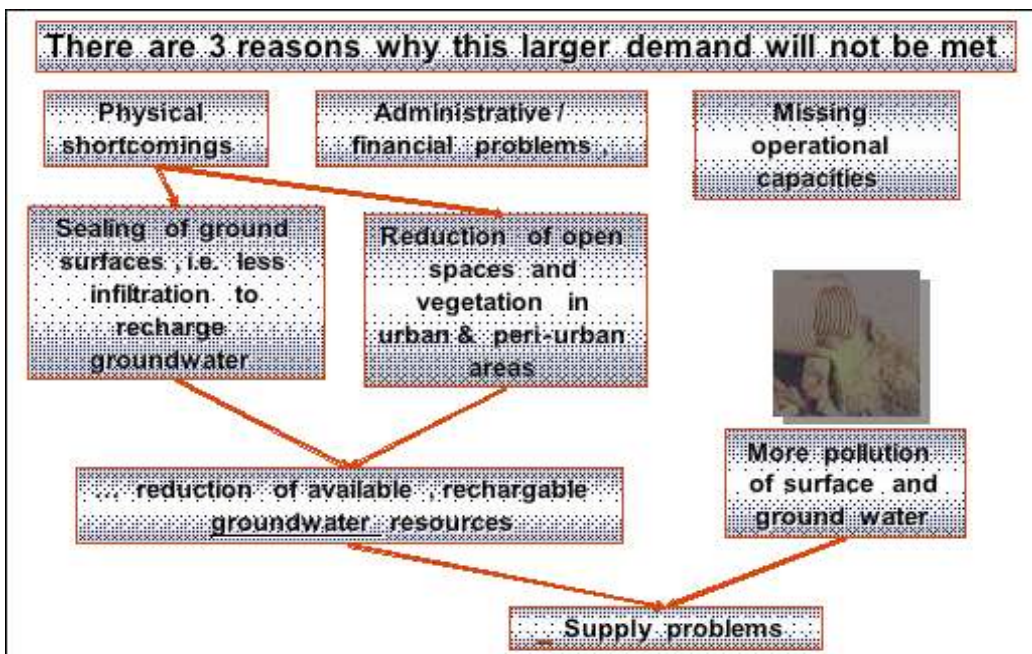 There are 3 reasons why this larger demand will not be met
Physical
shortcomings
Administrative /
financial problems ,
Missing
operational
capacities
Sealing of ground
surfaces , i.e. less
infiltration to
recharge
groundwater
Reduction of open
spaces and
vegetation in
urban & peri-urban
areas
... reduction of available , rechargable
groundwater resources
More pollution
of surface and
ground water
_ Supply problems